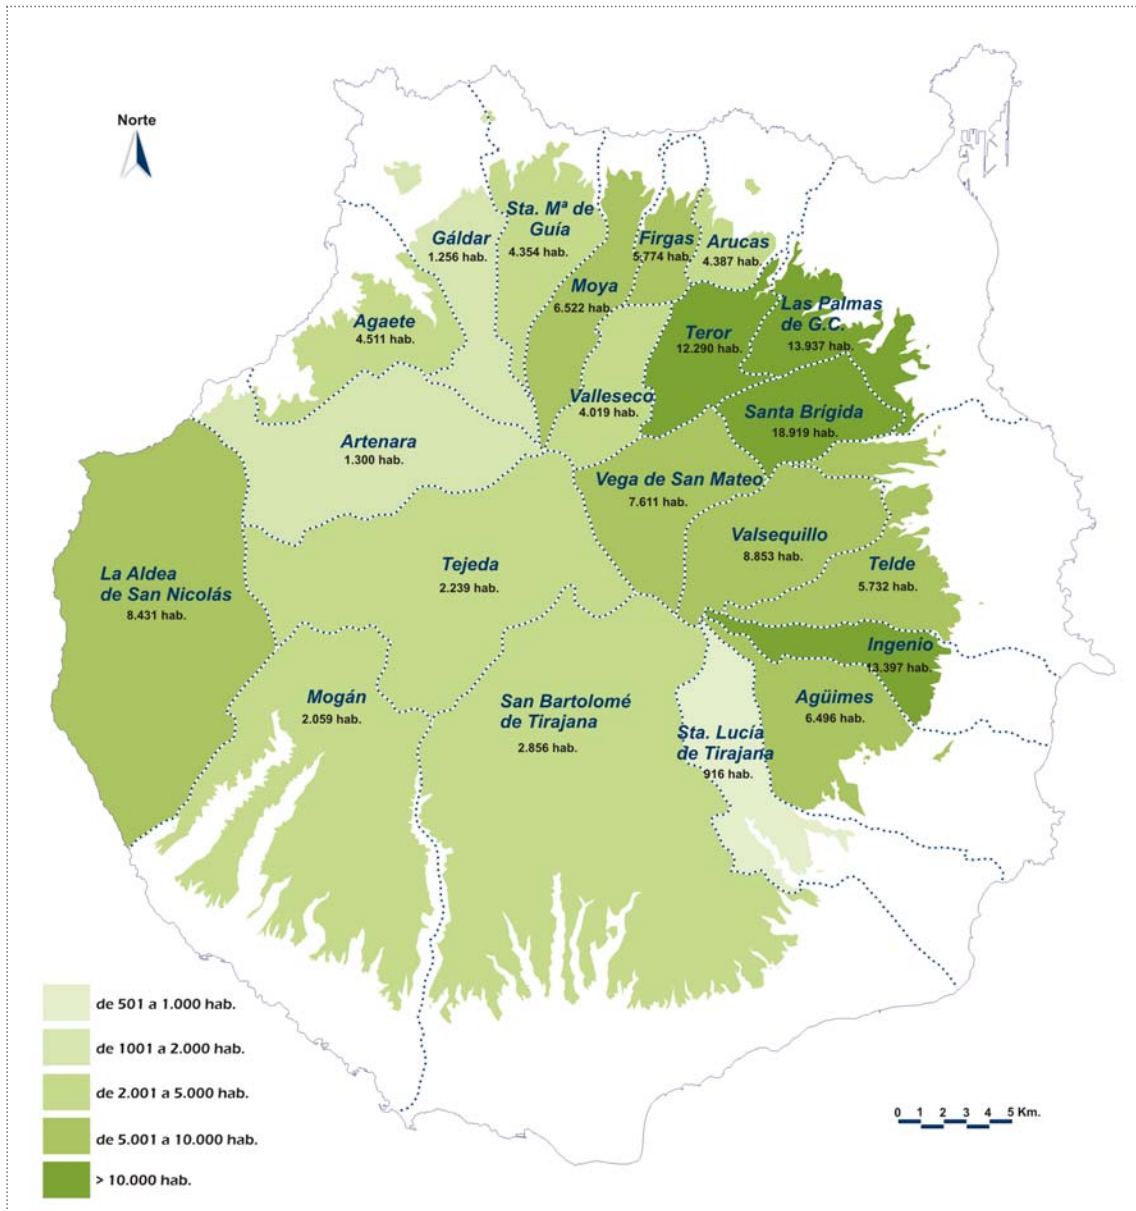 Norte
Sta. Mª de
Guía
4.354 hab.
Gáldar
1.256 hab.
Firgas
5.774 hab.
Arucas
4.387 hab.
Moya
6.522 hab.
Las Palmas
de G.C.
13.937 hab.
Agaete
4.511 hab.
Teror
12.290 hab.
Valleseco
4.019 hab.
Santa Brígida
18.919 hab.
Artenara
1.300 hab.
Vega de San Mateo
7.611 hab.
Valsequillo
8.853 hab.
Tejeda
2.239 hab.
Telde
5.732 hab.
La Aldea
de San Nicolás
8.431 hab.
Ingenio
13.397 hab.
Mogán
2.059 hab.
San Bartolomé
de Tirajana
2.856 hab.
Agüimes
6.496 hab.
Sta. Lucía
de Tirajana
916 hab.
de 501 a 1.000 hab.
de 1001 a 2.000 hab.
de 2.001 a 5.000 hab.
de 5.001 a 10.000 hab.
> 10.000 hab.
0 1 2 3 4 5 Km.